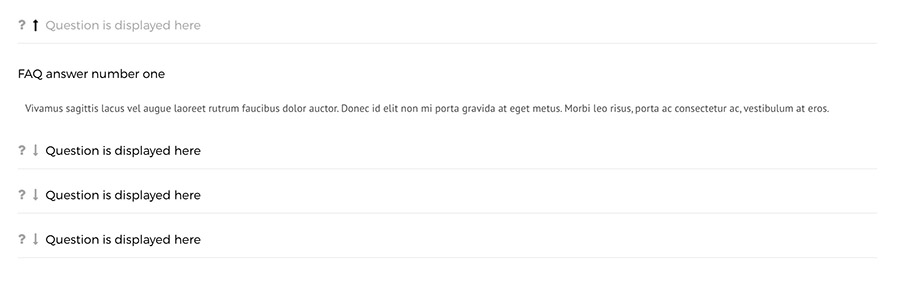 ? Question is displayed here
FAQ answer number one
Vivamus sagittis lacus vel augue laoreet rutrum faucibus dolor auctor. Donec id elit non mi porta gravida at eget metus. Morbi leo risus, porta ac consectetur ac, vestibulum at eros.
? Question is displayed here
? Question is displayed here
? Question is displayed here